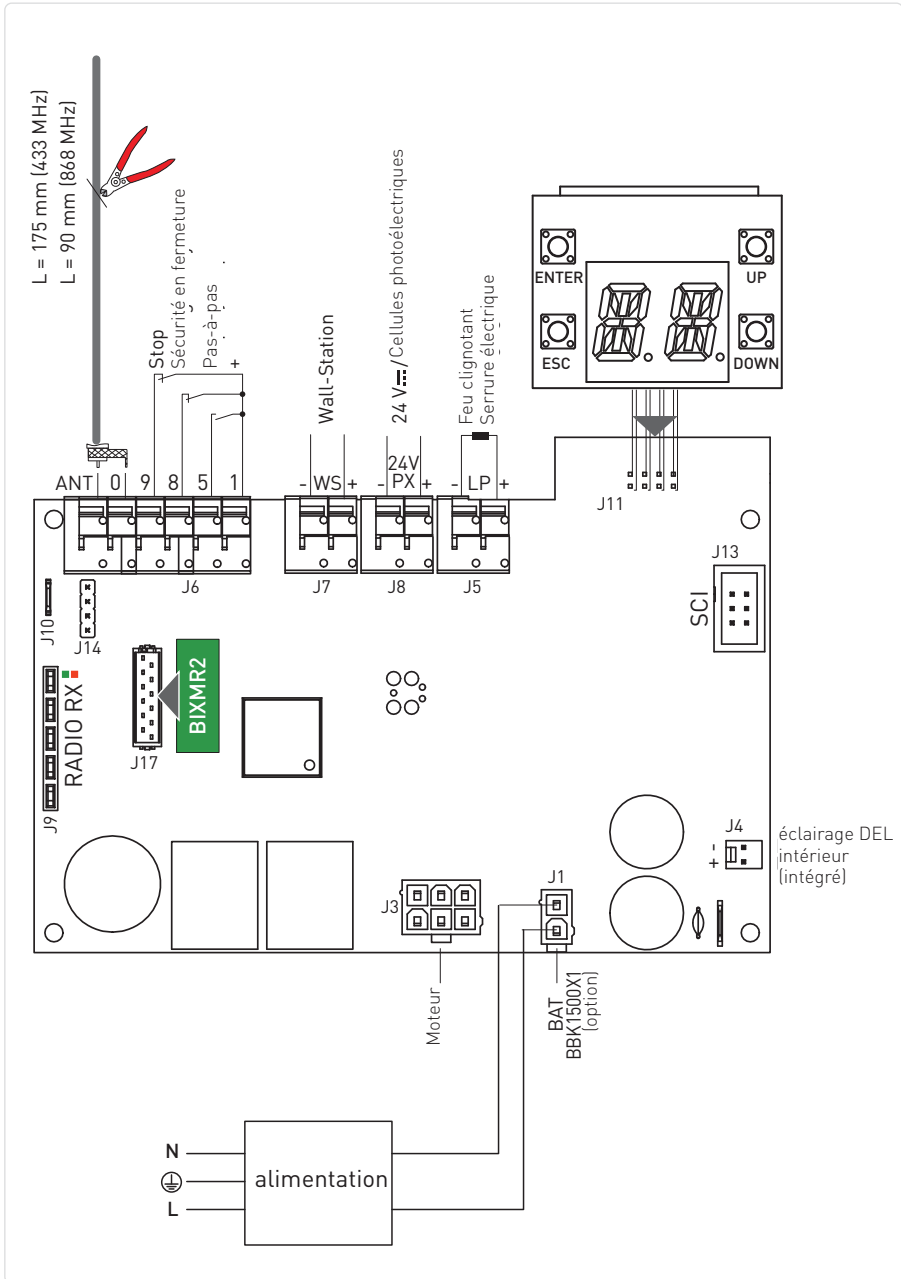 L = 175 mm (433 MHz)
L = 90 mm (868 MHz)
Stop
Sécurité en fermeture
Pas-à-pas
+
Wall-Station
24 V /Cellules photoélectriques
Feu clignotant
Serrure électrique
ENTER
UP
ESC
DOWN
ANT 0 9 8 5 1
- WS +
24V
- PX +
- LP +
J11
J6
J7
J8
J5
J13
SCI
J10
J14
RADIO RX
BIXMR2
J17
J9
J4
- +
éclairage DEL
intérieur
(intégré)
J3
J1
Moteur
BAT
BBK1500X1
(option)
N
L
alimentation